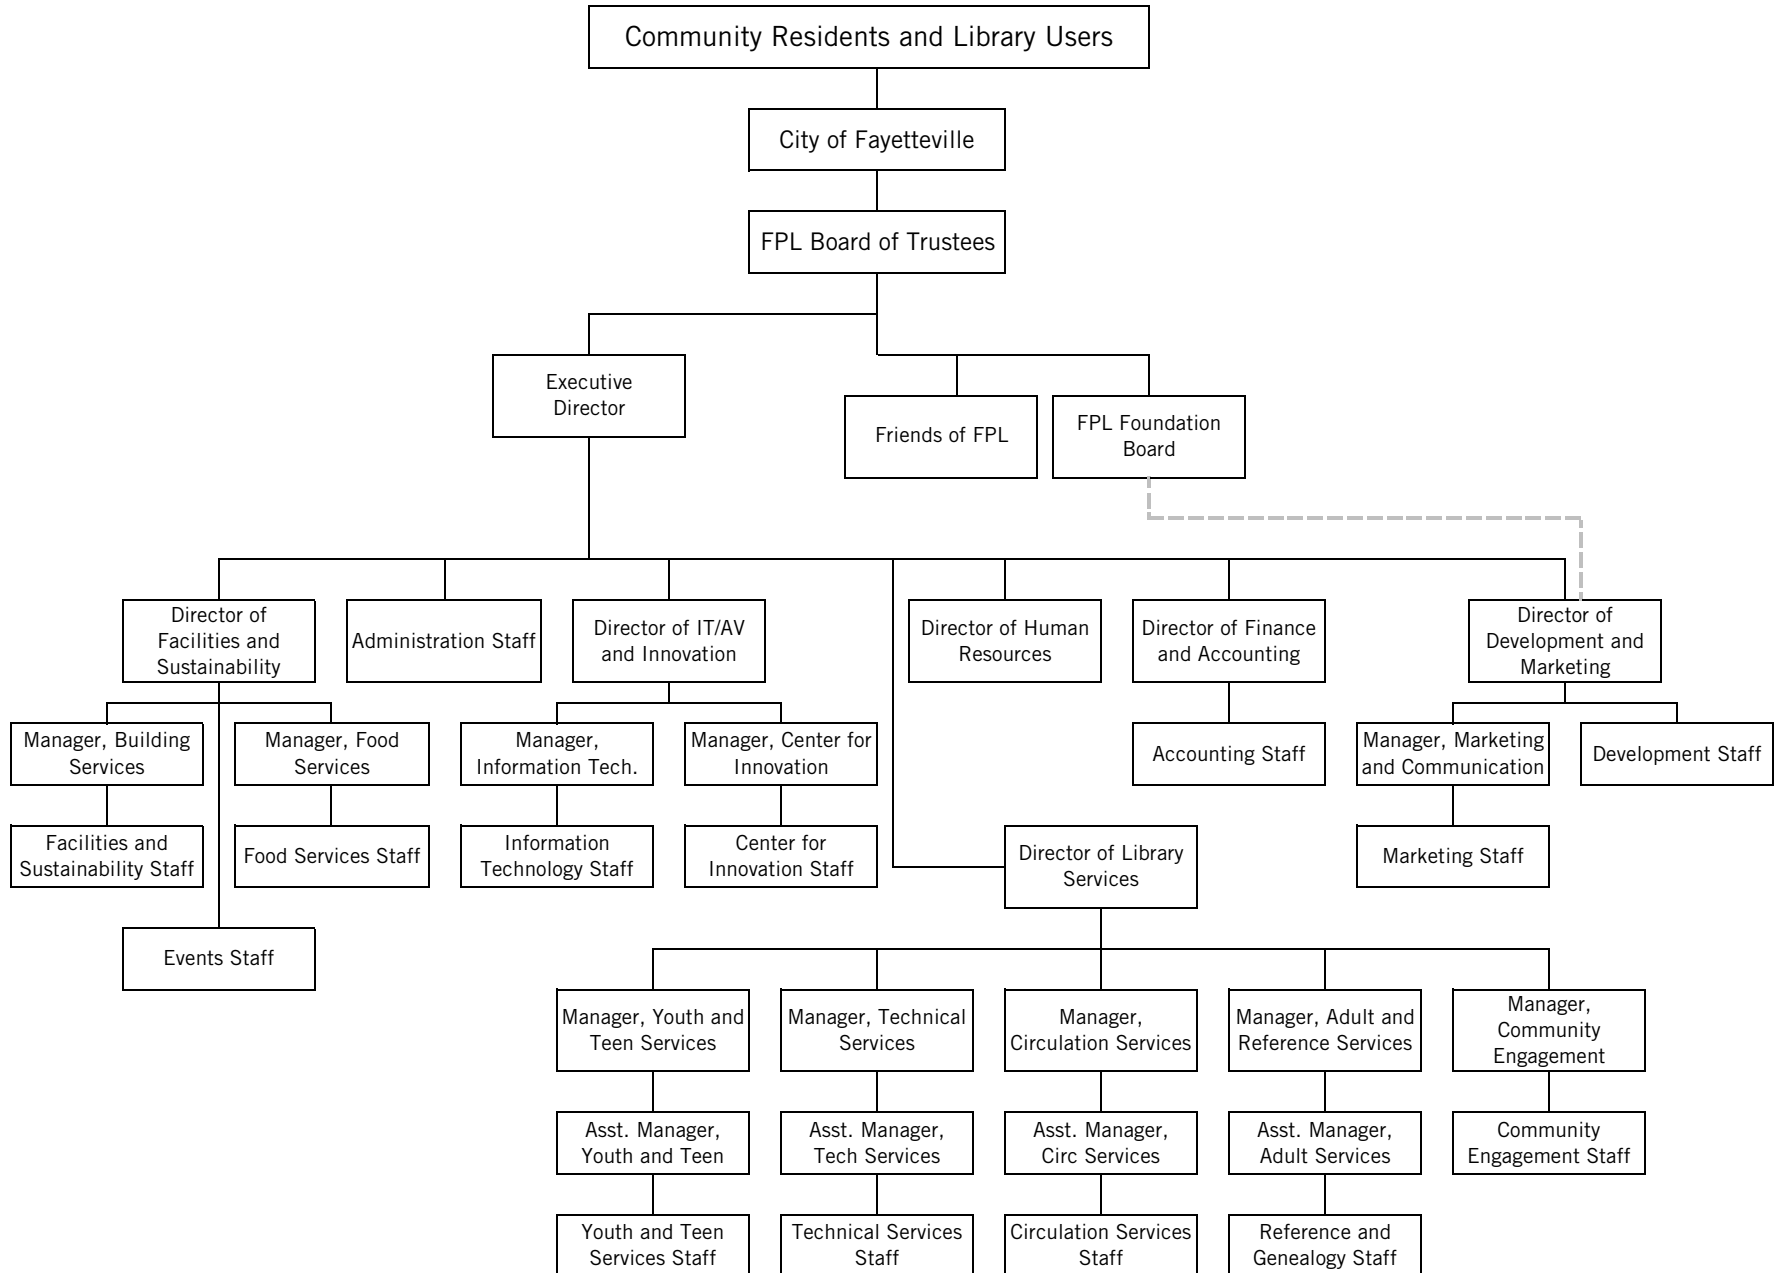 Community Residents and Library Users
City of Fayetteville
FPL Board of Trustees
Executive
Director
Friends of FPL
FPL Foundation
Board
Director of
Facilities and
Sustainability
Administration Staff
Director of IT/AV
and Innovation
Director of Human
Resources
Director of Finance
and Accounting
Director of
Development and
Marketing
Manager, Building
Services
Manager, Food
Services
Manager,
Information Tech.
Manager, Center for
Innovation
Accounting Staff
Manager, Marketing
and Communication
Development Staff
Facilities and
Sustainability Staff
Food Services Staff
Information
Technology Staff
Center for
Innovation Staff
Director of Library
Services
Marketing Staff
Events Staff
Manager, Youth and
Teen Services
Manager, Technical
Services
Manager,
Circulation Services
Manager, Adult and
Reference Services
Manager,
Community
Engagement
Asst. Manager,
Youth and Teen
Asst. Manager,
Tech Services
Asst. Manager,
Circ Services
Asst. Manager,
Adult Services
Community
Engagement Staff
Youth and Teen
Services Staff
Technical Services
Staff
Circulation Services
Staff
Reference and
Genealogy Staff